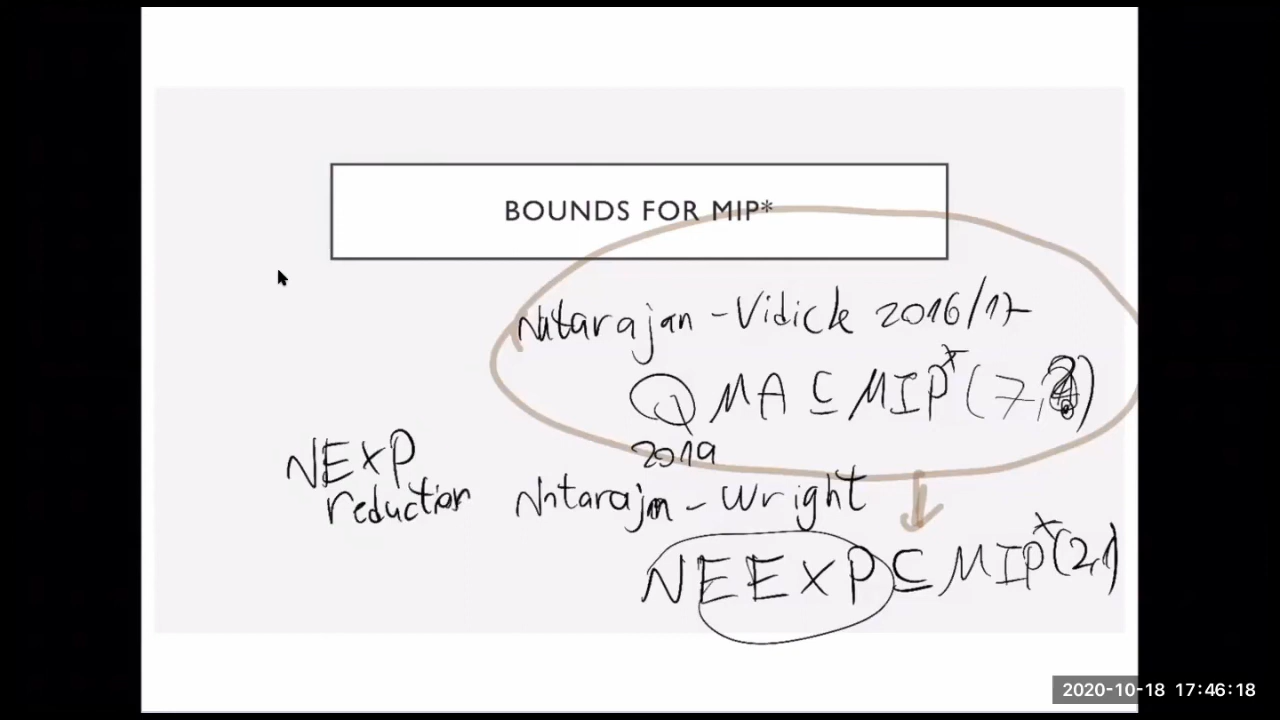 BOUNDS FOR MIP*
Natarajan - Vidick 2016/17
QMA ⊆ MIP* (7,
NEXP
reduction
2019
Natarajan - Wright
NEEXP ⊆ MIP*(2,1)
2020-10-18 17:46:18